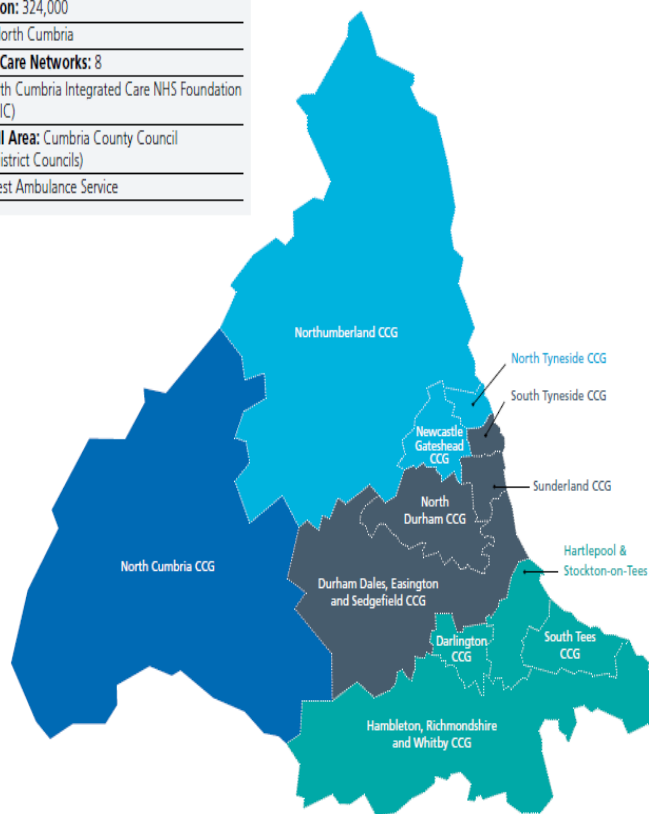 on: 324,000
orth Cumbria
Care Networks: 8
th Cumbria Integrated Care NHS Foundation
IC)
l Area: Cumbria County Council
istrict Councils)
est Ambulance Service
Northumberland CCG
North Tyneside CCG
South Tyneside CCG
Newcastle
Gateshead
CCG
Sunderland CCG
North
Durham CCG
Hartlepool &
Stockton-on-Tees
North Cumbria CCG
Durham Dales, Easington
and Sedgefield CCG
Darlington
CCG
South Tees
CCG
Hambleton, Richmondshire
and Whitby CCG